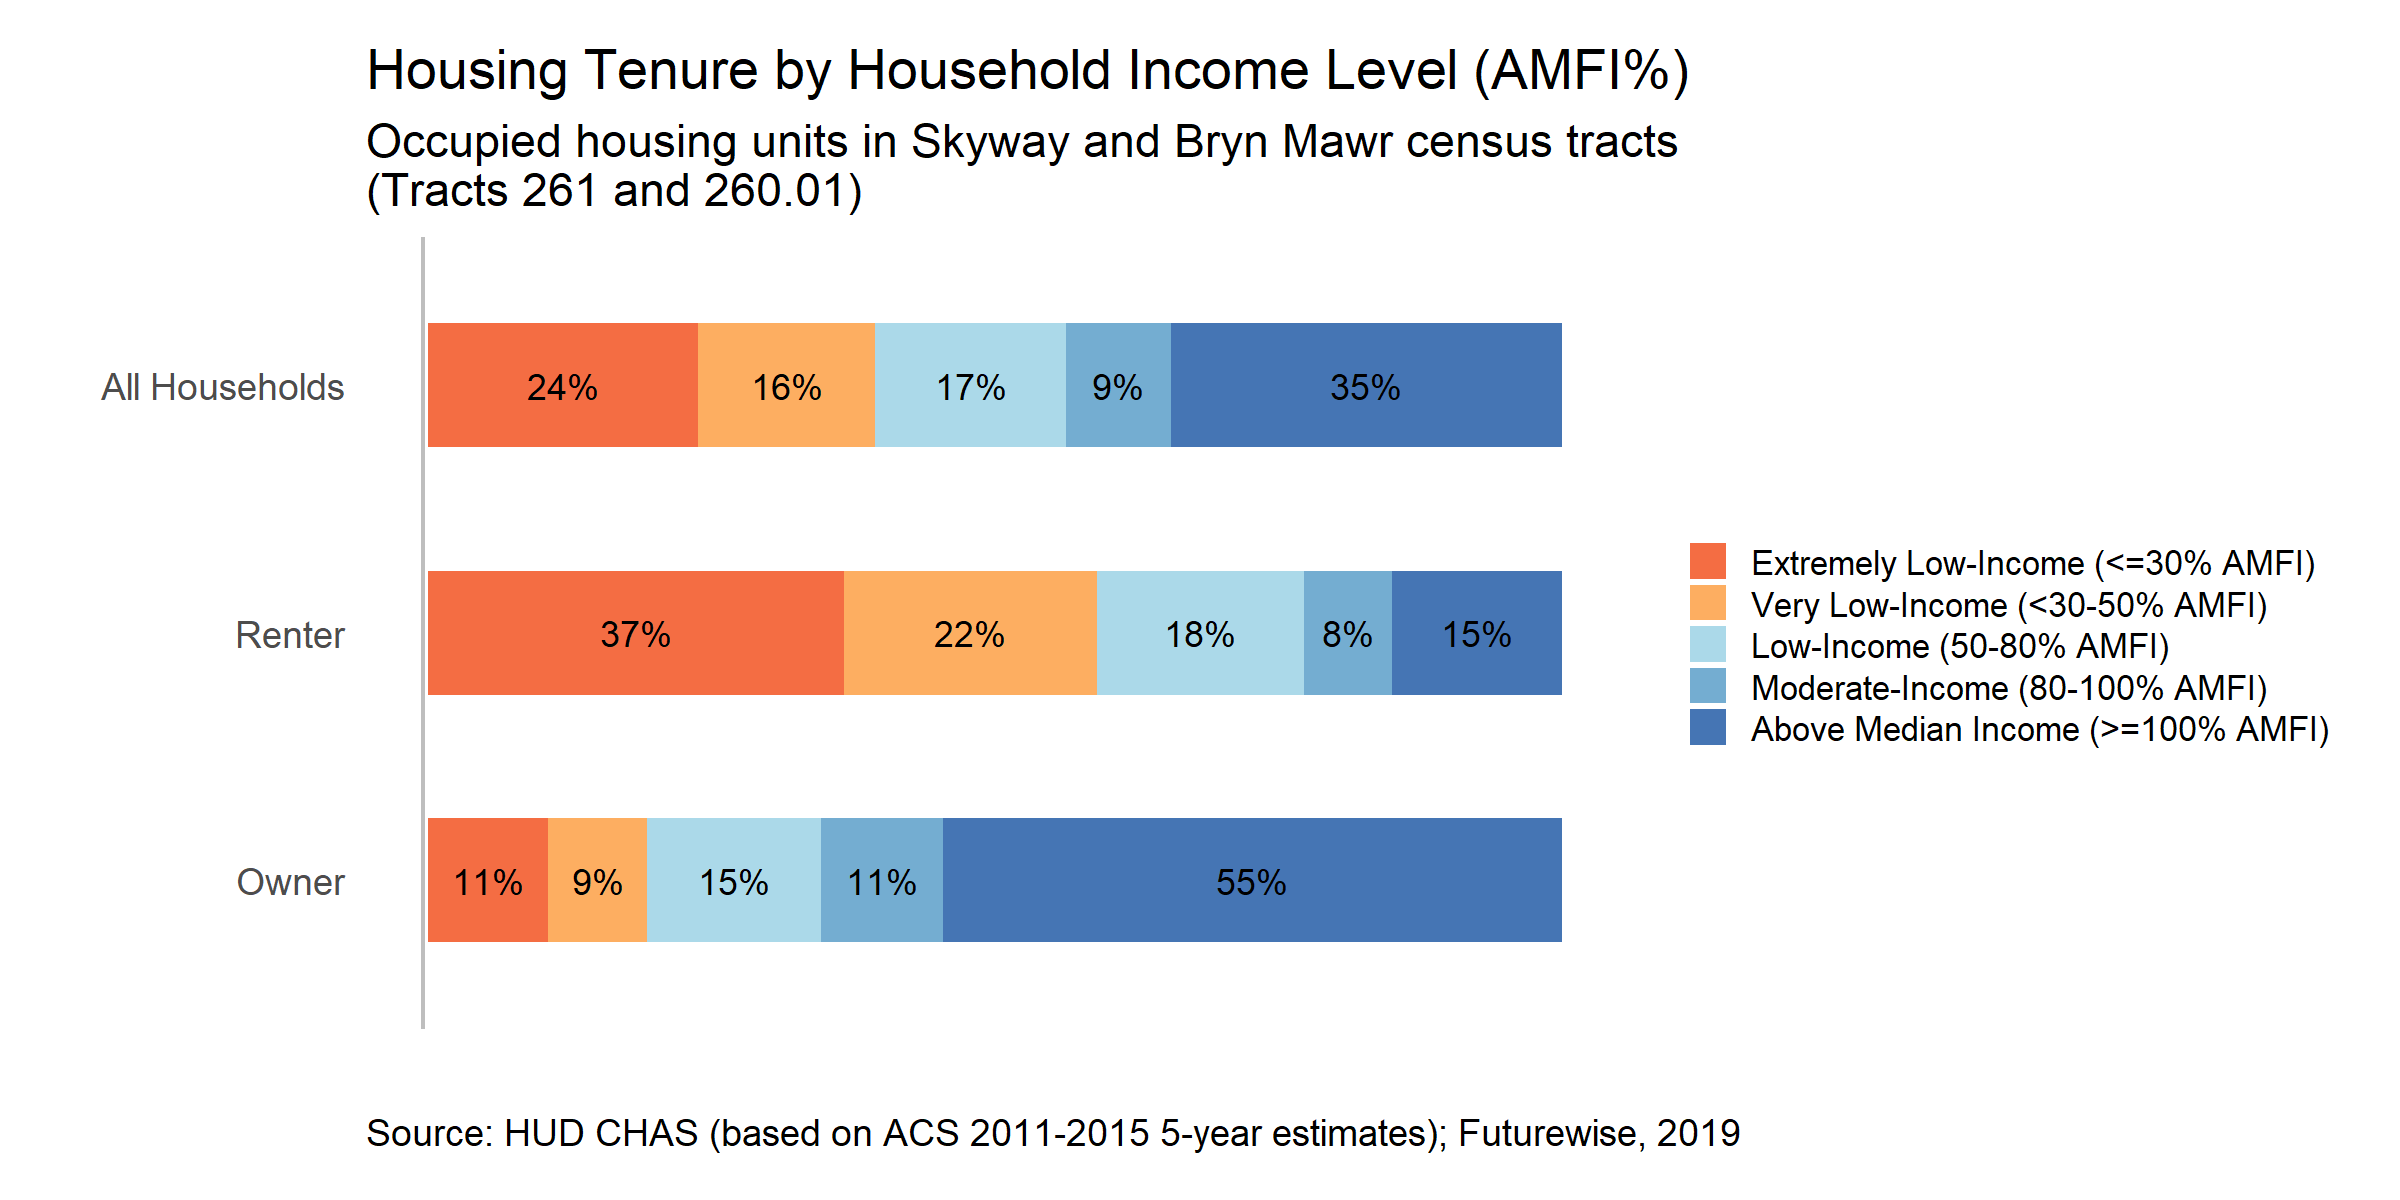 Housing Tenure by Household Income Level (AMFI%)
Occupied housing units in Skyway and Bryn Mawr census tracts
(Tracts 261 and 260.01)
All Households
24%
16%
17%
9%
35%
Renter
37%
22%
18%
8%
15%
Owner
11%
9%
15%
11%
55%
Extremely Low-Income (<=30% AMFI)
Very Low-Income (<30-50% AMFI)
Low-Income (50-80% AMFI)
Moderate-Income (80-100% AMFI)
Above Median Income (>=100% AMFI)
Source: HUD CHAS (based on ACS 2011-2015 5-year estimates); Futurewise, 2019